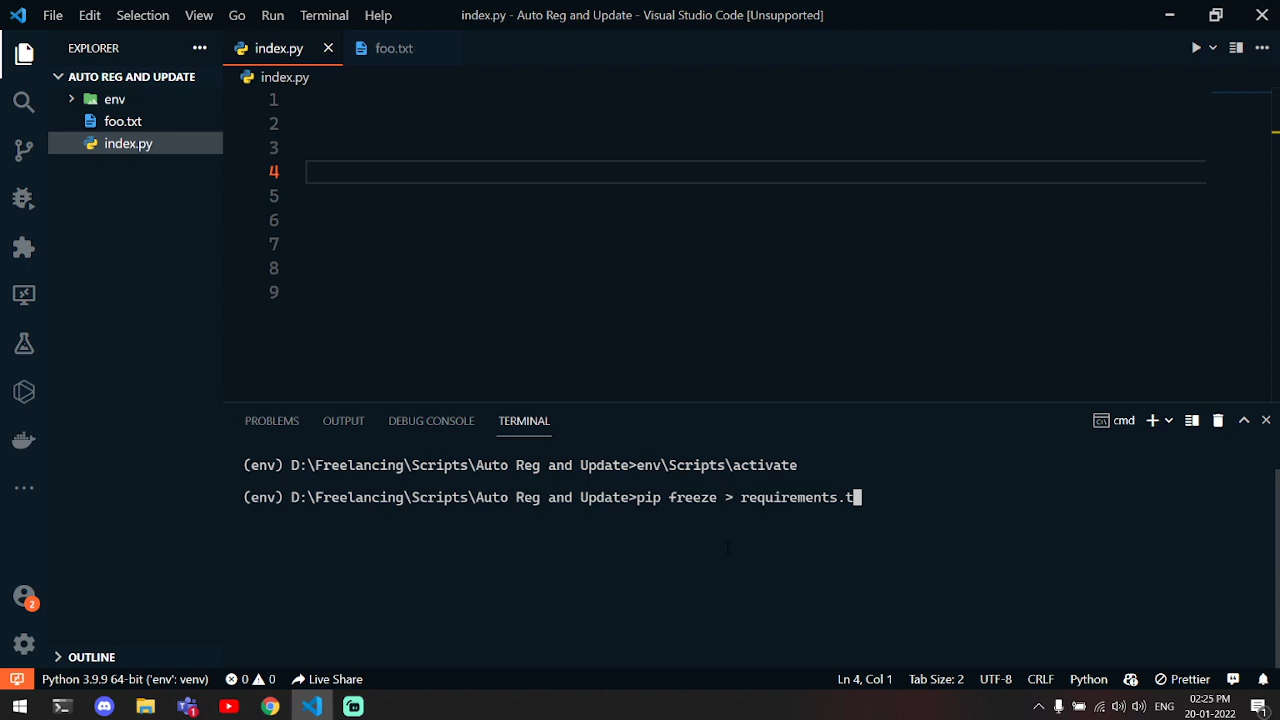 File Edit Selection View Go Run Terminal Help index.py - Auto Reg and Update - Visual Studio Code [Unsupported]
EXPLORER
index.py
foo.txt
AUTO REG AND UPDATE
index.py
env
foo.txt
index.py
1
2
3
4
5
6
7
8
9
PROBLEMS OUTPUT DEBUG CONSOLE TERMINAL
cmd
(env) D:\Freelancing\Scripts\Auto Reg and Update>env\Scripts\activate
(env) D:\Freelancing\Scripts\Auto Reg and Update>pip freeze > requirements.t
2
OUTLINE
Python 3.9.9 64-bit ('env': venv) 0 0 Live Share Ln 4, Col 1 Tab Size: 2 UTF-8 CRLF Python Prettier
1
ENG
02:25 PM
20-01-2022
1